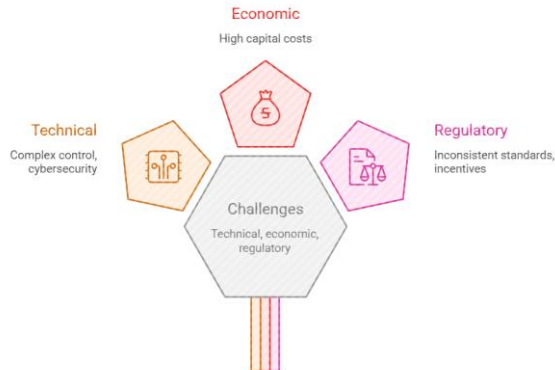 Economic
High capital costs
Technical
Complex control,
cybersecurity
Regulatory
Inconsistent standards,
incentives
Challenges
Technical, economic,
regulatory